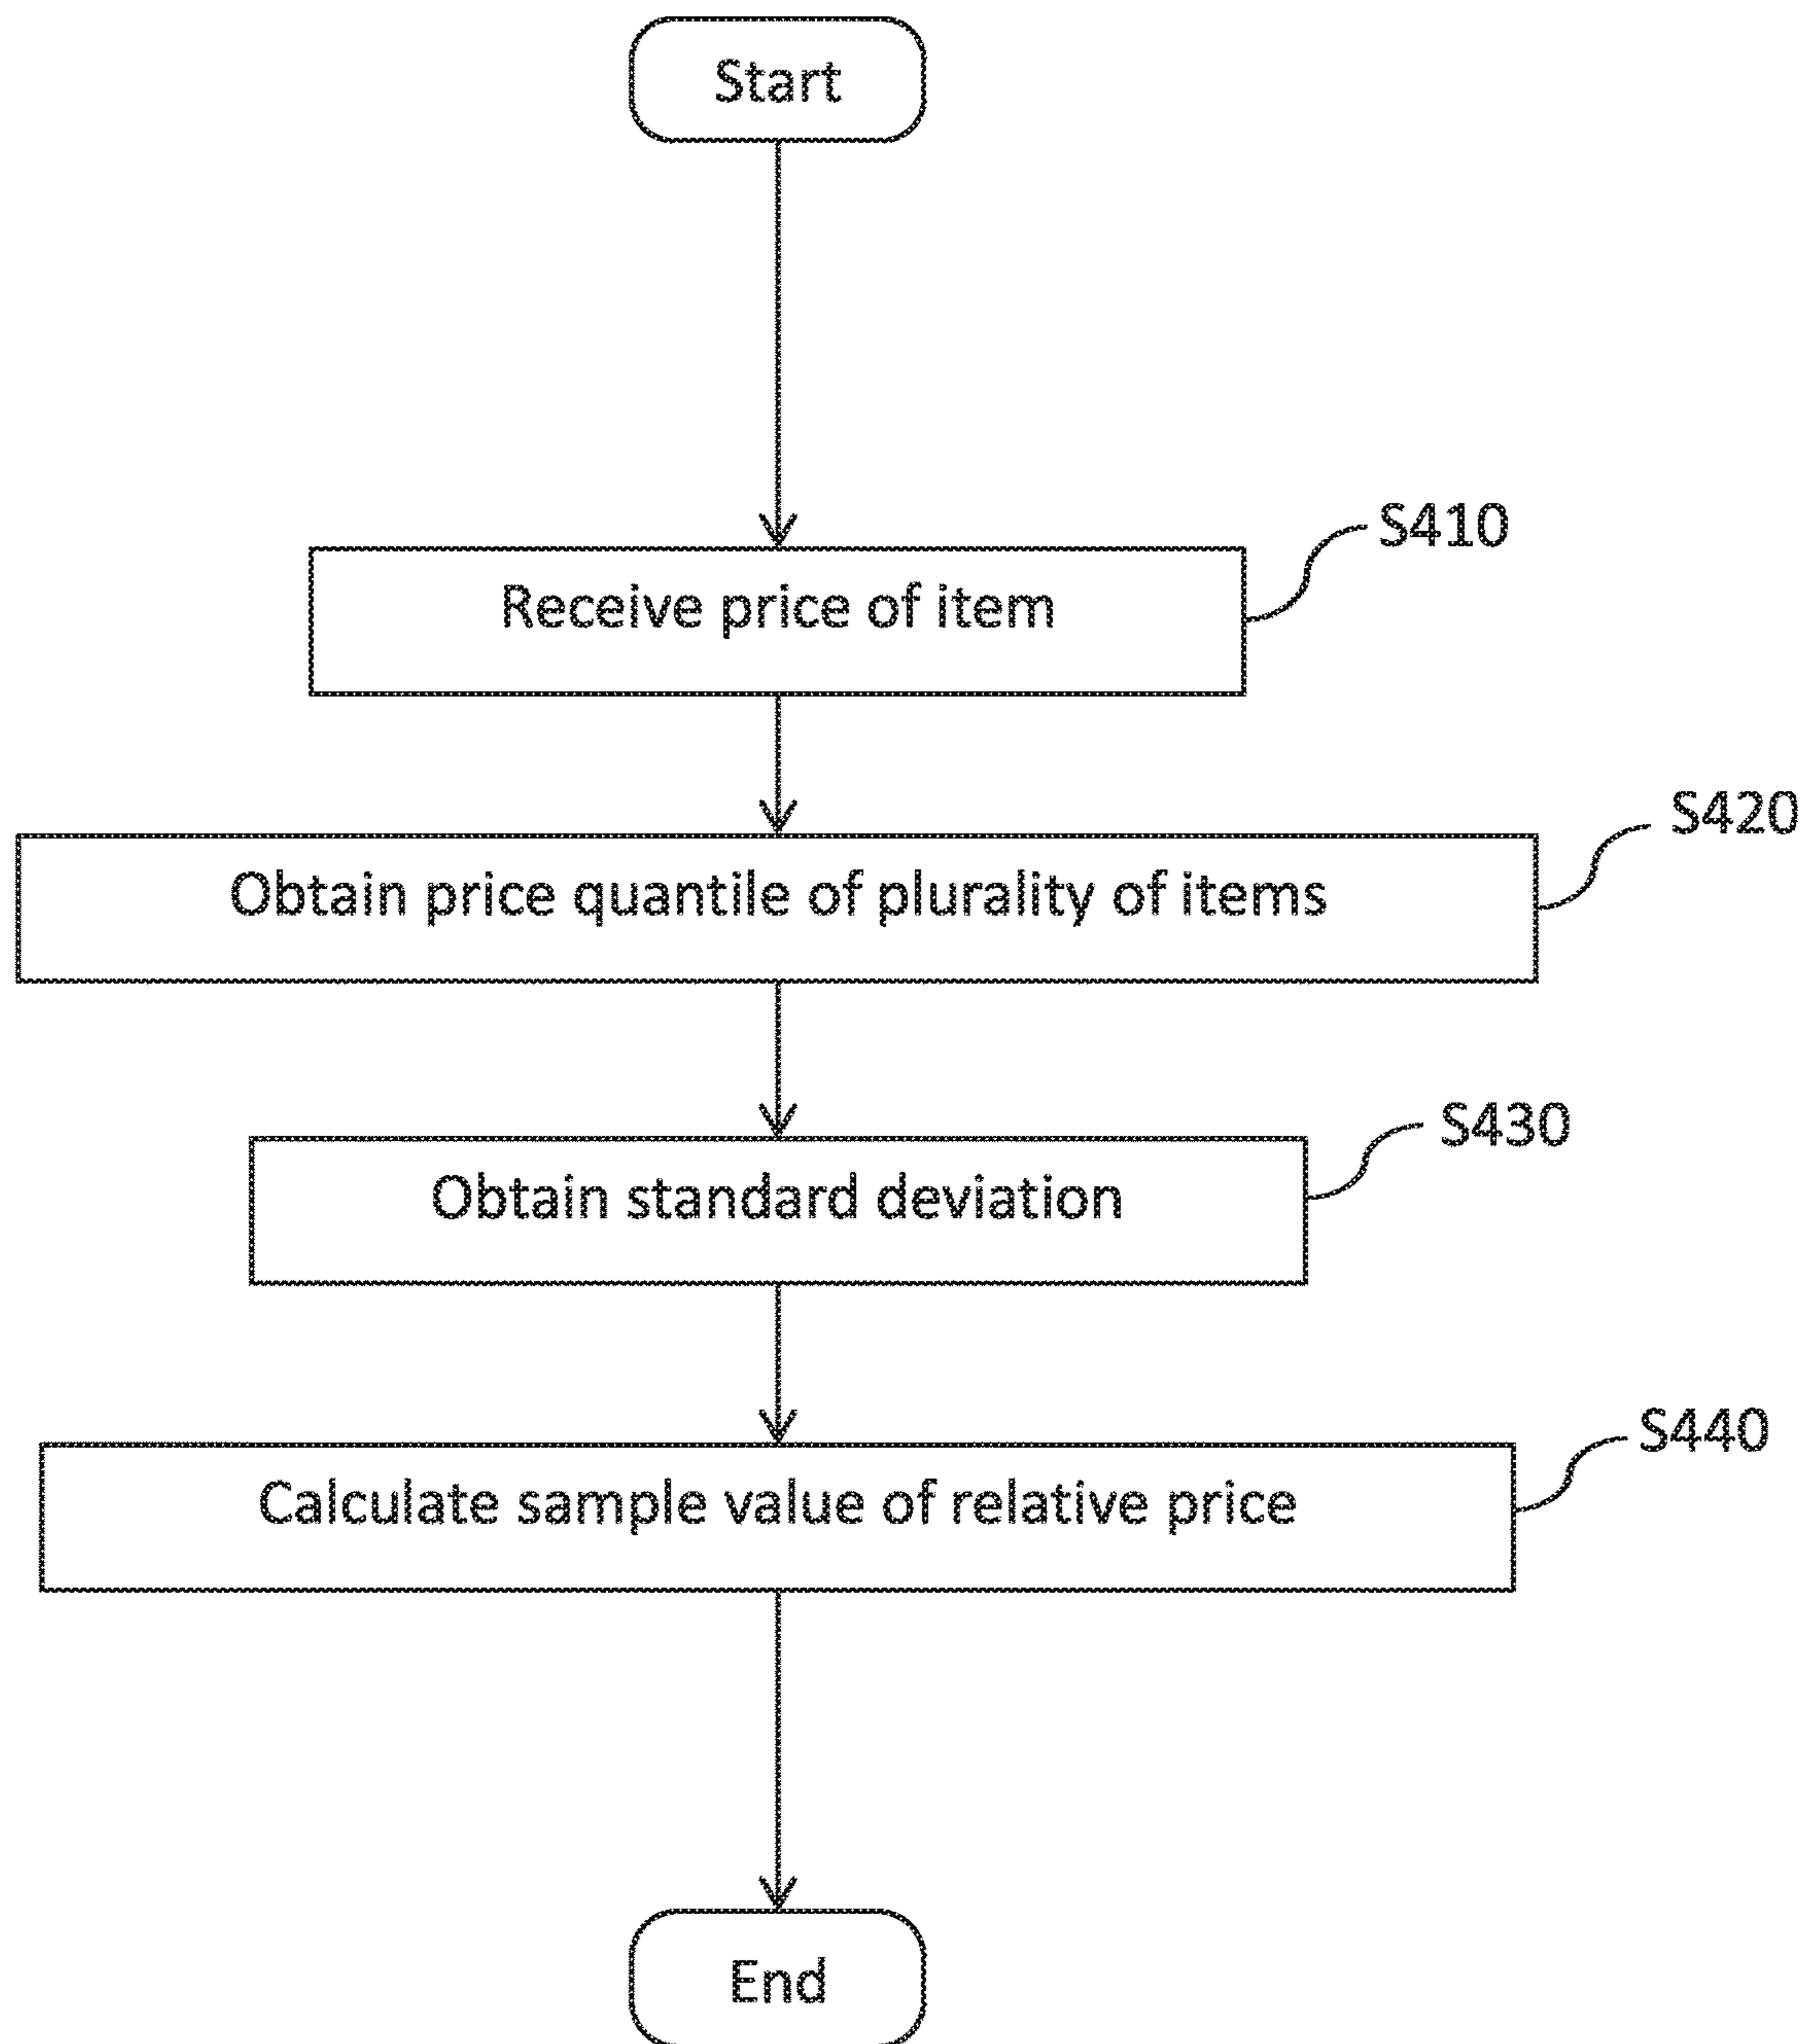 Start
S410
Receive price of item
S420
Obtain price quantile of plurality of items
S430
Obtain standard deviation
S440
Calculate sample value of relative price
End